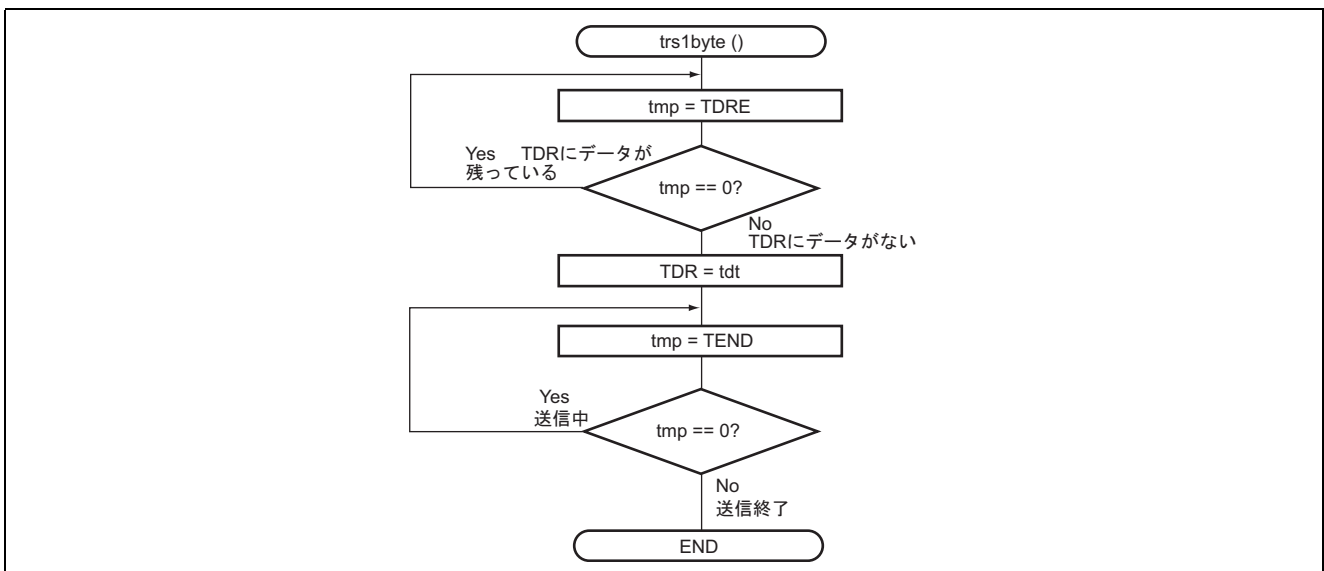 trs1byte ()
tmp = TDRE
Yes TDRにデータが
残っている
tmp == 0?
No
TDRにデータがない
TDR = tdt
tmp = TEND
Yes
送信中
tmp == 0?
No
送信終了
END